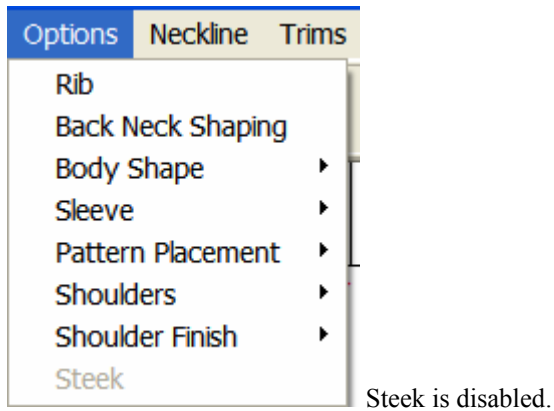 Options Neckline Trims
Rib
Back Neck Shaping
Body Shape
Sleeve
Pattern Placement
Shoulders
Shoulder Finish
Steek
Steek is disabled.